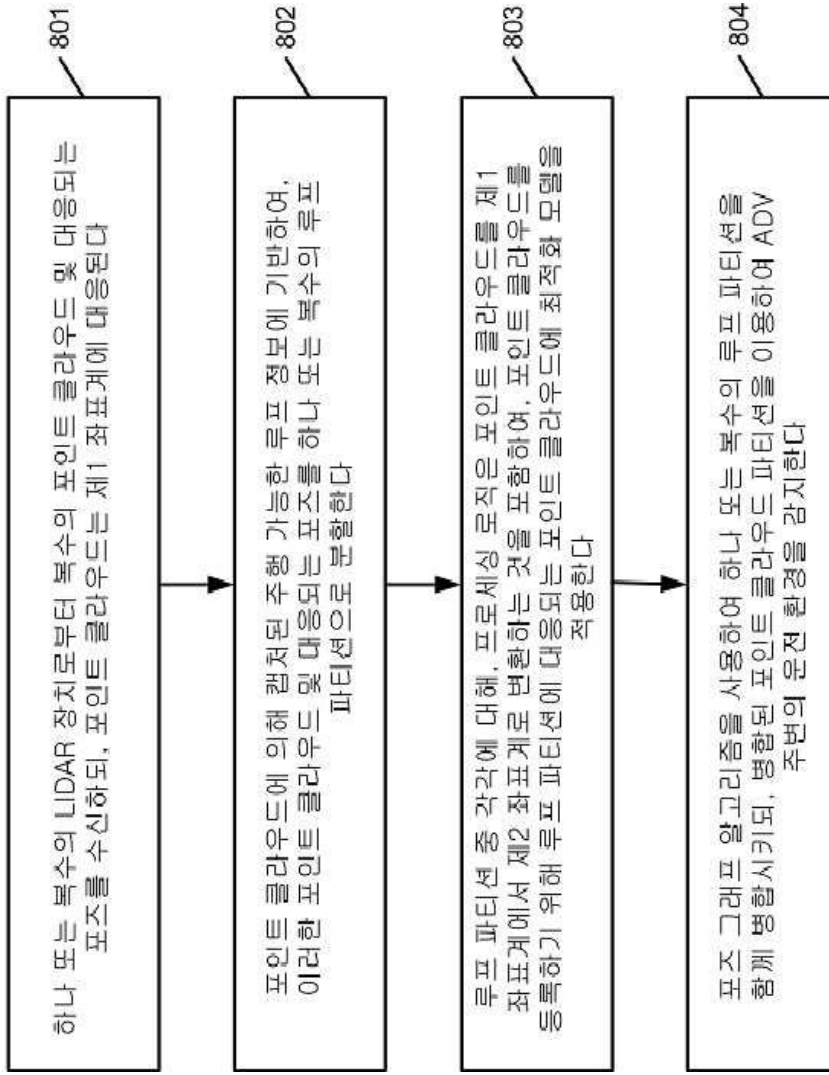 하나 또는 복수의 LIDAR 장치로부터 복수의 포인트 클라우드 및 대응되는
포즈를 수신하되, 포인트 클라우드는 제1 좌표계에 대응된다
801
포인트 클라우드에 의해 캡처된 주행 가능한 루프 정보에 기반하여,
이러한 포인트 클라우드 및 대응되는 포즈를 하나 또는 복수의 루프
파티션으로 분할한다
802
루프 파티션 중 각각에 대해, 프로세싱 로직은 포인트 클라우드를 제1
좌표계에서 제2 좌표계로 변환하는 것을 포함하여, 포인트 클라우드를
등록하기 위해 루프 파티션에 대응되는 포인트 클라우드에 최적화 모델을
적용한다
803
포즈 그래프 알고리즘을 사용하여 하나 또는 복수의 루프 파티션을
함께 병합시키되, 병합된 포인트 클라우드 파티션을 이용하여 ADV
주변의 운전 환경을 감지한다
804